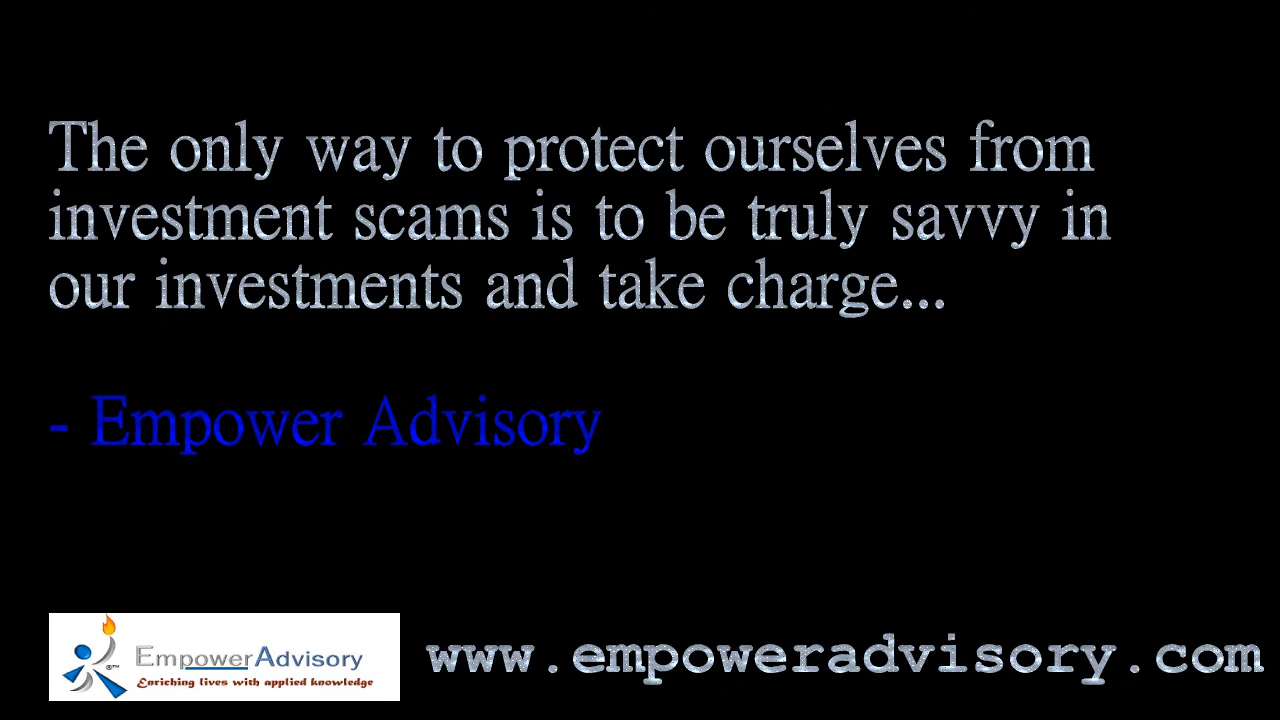 The only way to protect ourselves from
investment scams is to be truly savvy in
our investments and take charge...
- Empower Advisory
EmpowerAdvisory
®™
Enriching lives with applied knowledge
www.empoweradvisory.com